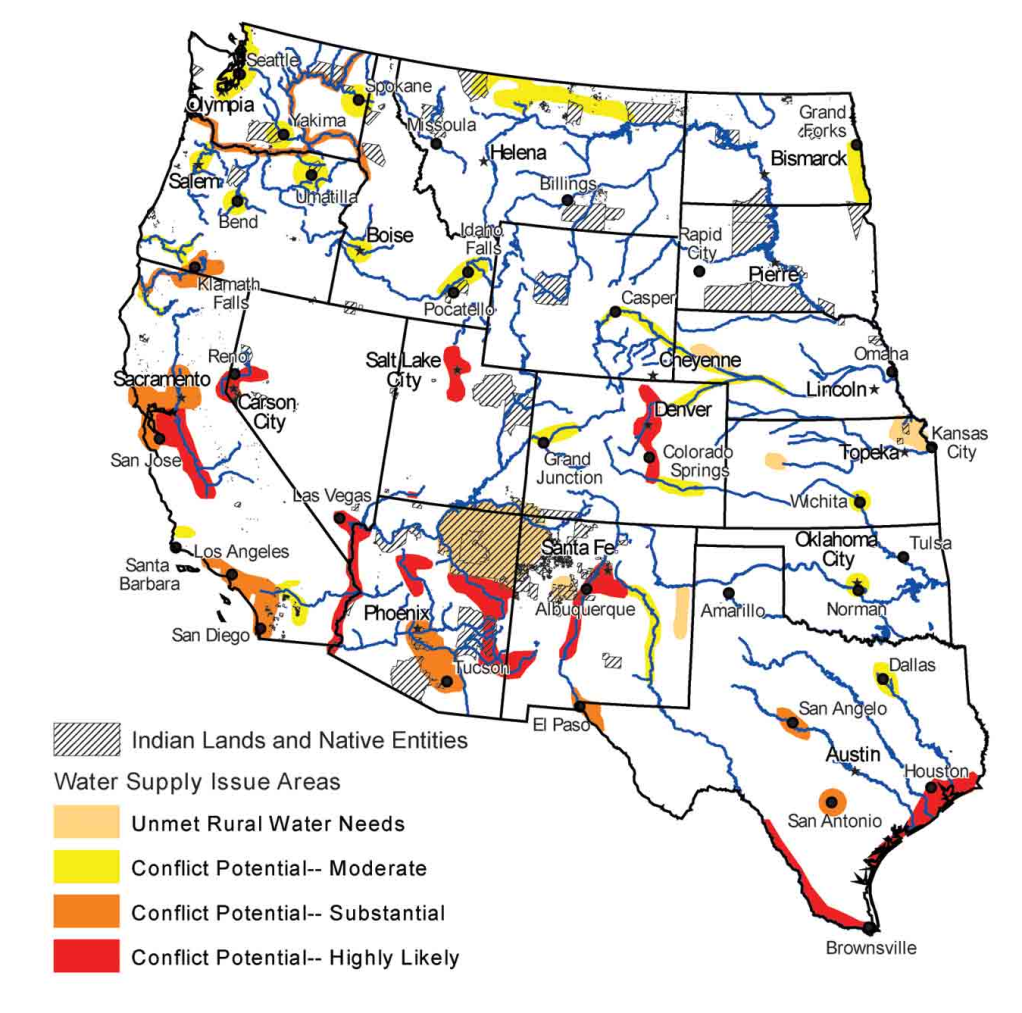 Seattle
Spokane
Olympia
Yakima
Missoula
Grand
Forks
Helena
Bismarck
Salem
Umatilla
Billings
Bend
Boise
Idaho
Falls
Rapid
City
Pierre
Klamath
Falls
Pocatello
Casper
Reno
Salt Lake
City
Cheyenne
Omaha
Sacramento
Lincoln
Carson
City
Denver
San Jose
Grand
Junction
Colorado
Springs
Topeka
Kansas
City
Las Vegas
Wichita
Santa Fe
Oklahoma
City
Tulsa
Los Angeles
Santa
Barbara
Phoenix
Albuquerque
Amarillo
Norman
San Diego
Tucson
Dallas
El Paso
San Angelo
Austin
Houston
San Antonio
Brownsville
Indian Lands and Native Entities
Water Supply Issue Areas
Unmet Rural Water Needs
Conflict Potential-- Moderate
Conflict Potential-- Substantial
Conflict Potential-- Highly Likely